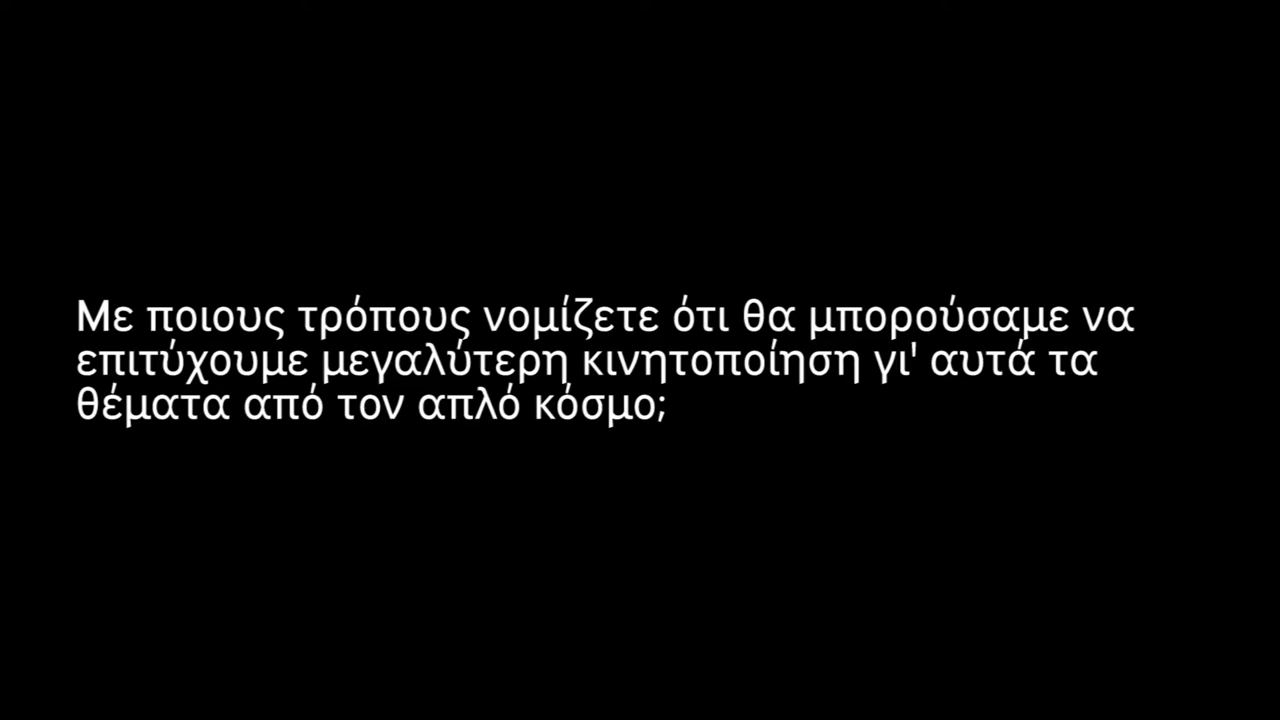 Με ποιους τρόπους νομίζετε ότι θα μπορούσαμε να
επιτύχουμε μεγαλύτερη κινητοποίηση γι' αυτά τα
θέματα από τον απλό κόσμο;